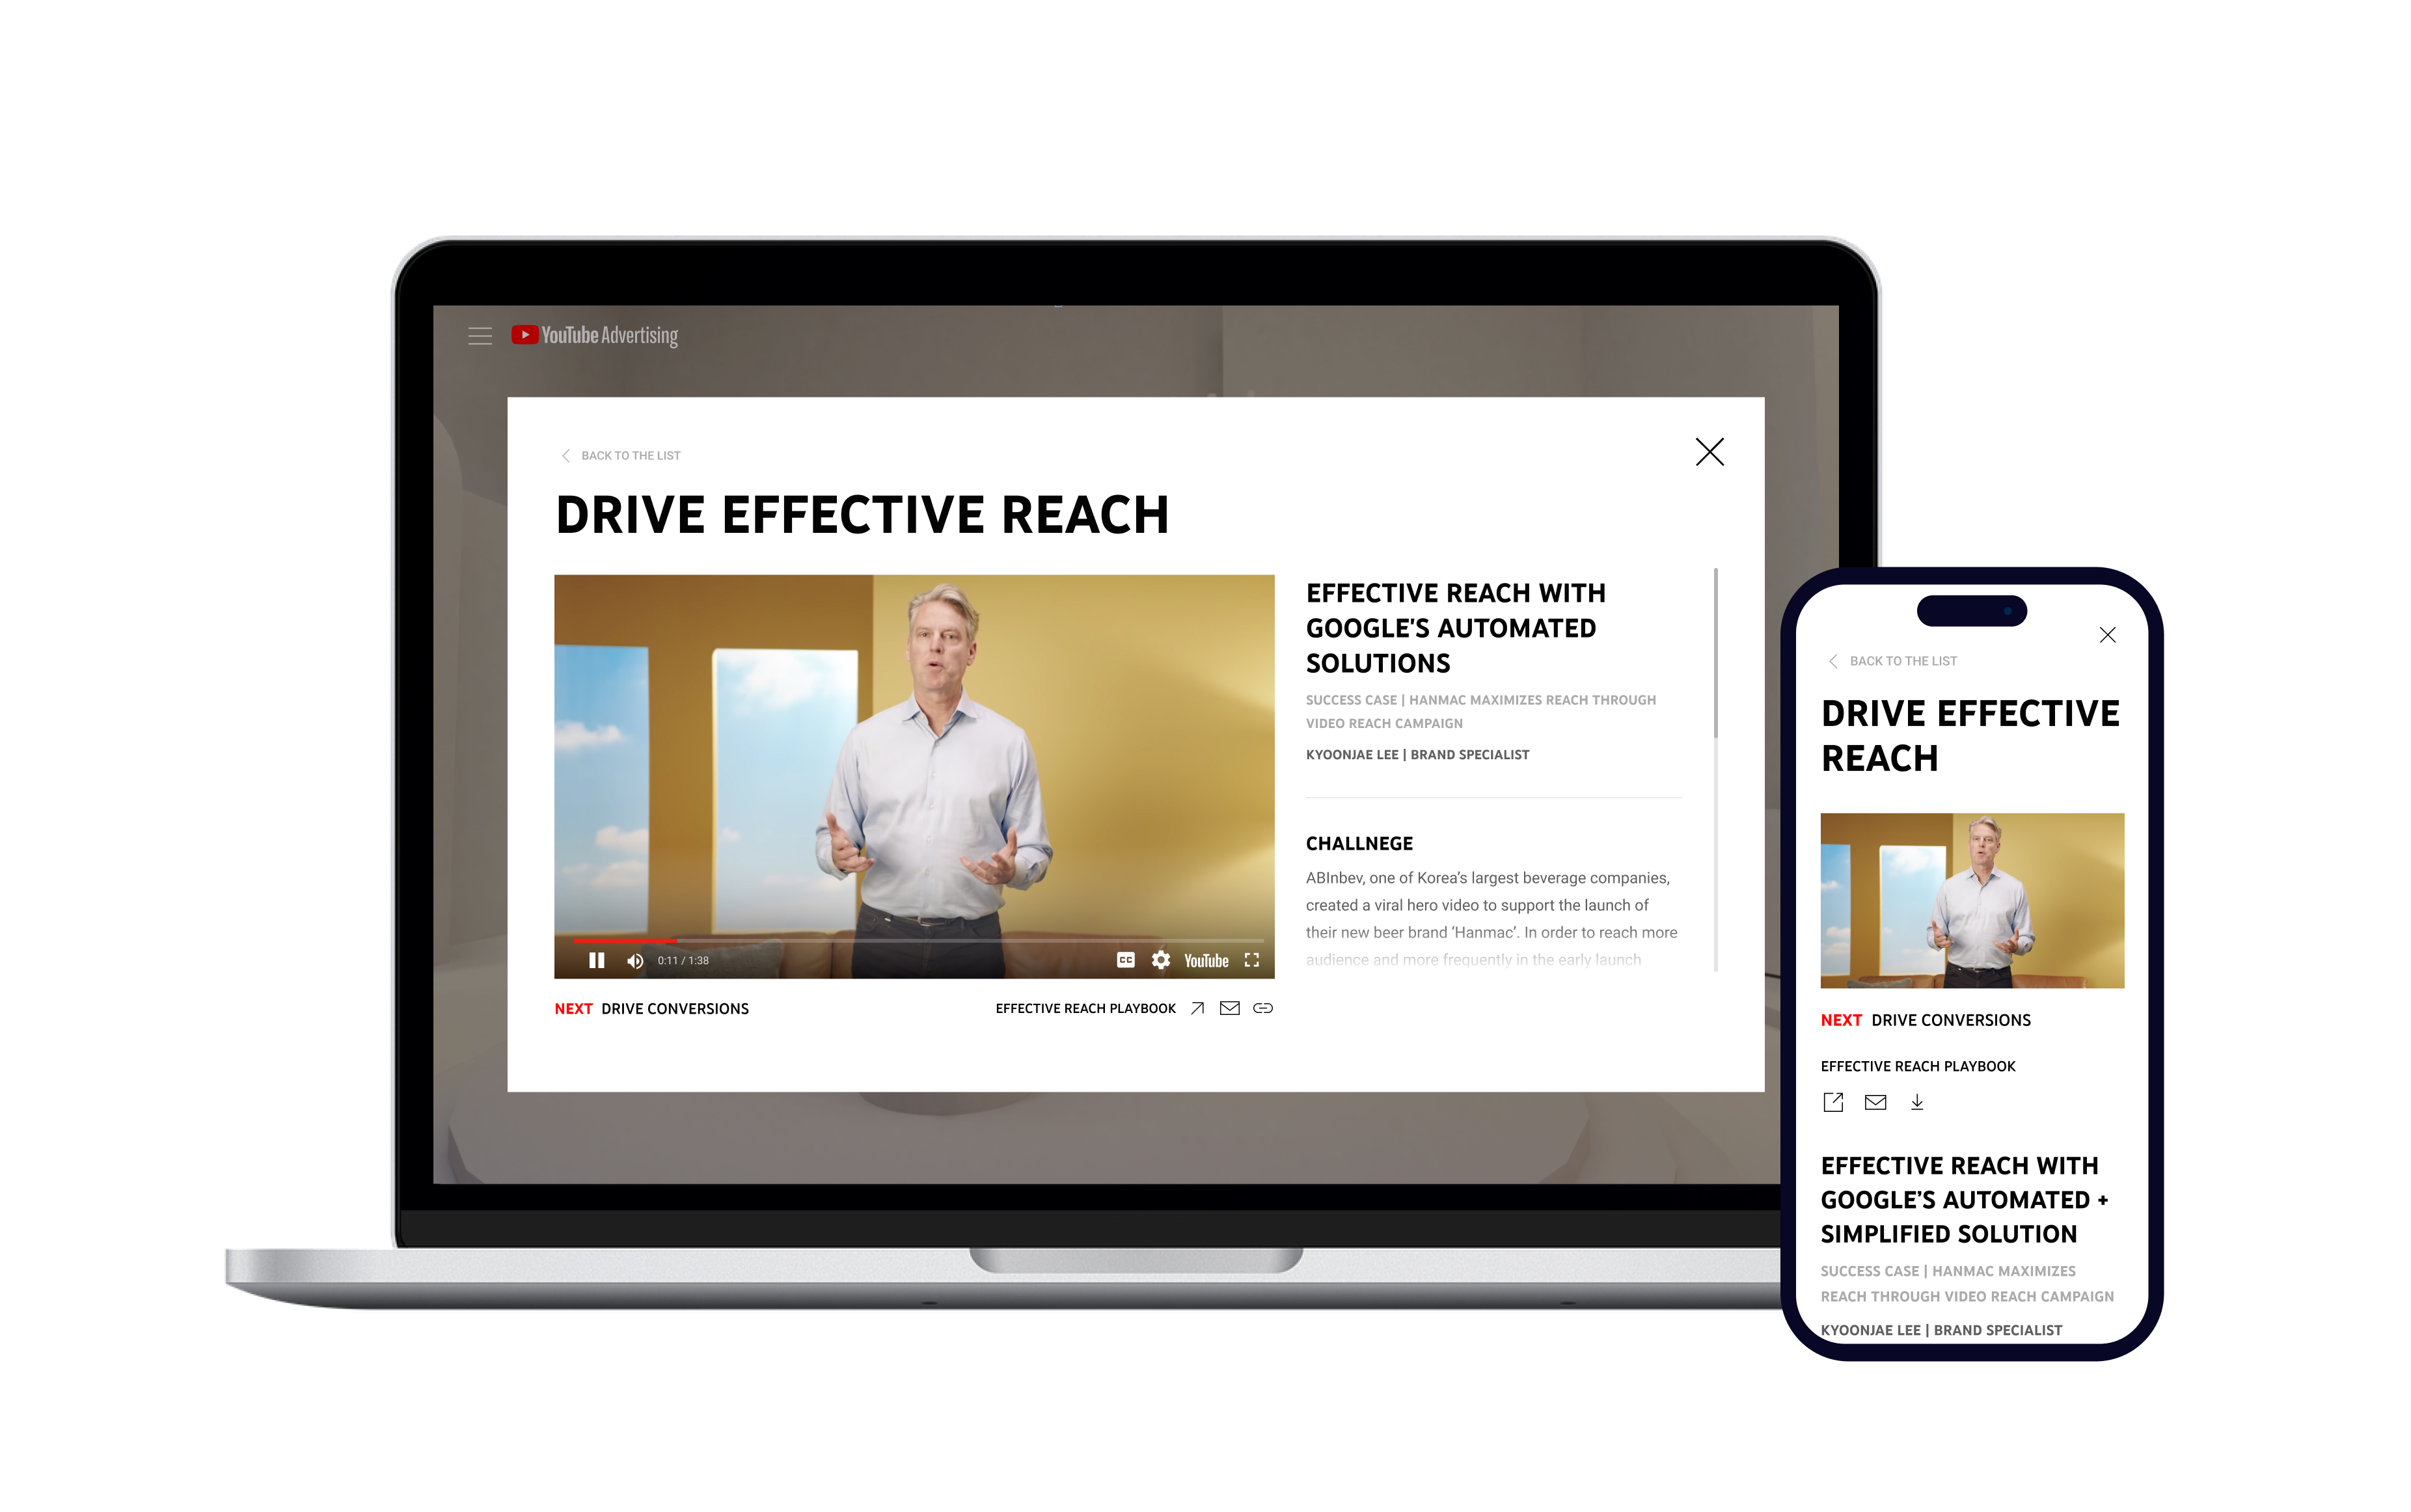 YouTube Advertising
BACK TO THE LIST
DRIVE EFFECTIVE REACH
EFFECTIVE REACH WITH
GOOGLE'S AUTOMATED
SOLUTIONS
SUCCESS CASE | HANMAC MAXIMIZES REACH THROUGH
VIDEO REACH CAMPAIGN
KYOONJAE LEE | BRAND SPECIALIST
CHALLNEGE
ABInbev, one of Korea's largest beverage companies,
created a viral hero video to support the launch of
their new beer brand 'Hanmac'. In order to reach more
audience and more frequently in the early launch
0:11 / 1:38
CC
YouTube
NEXT DRIVE CONVERSIONS
EFFECTIVE REACH PLAYBOOK
BACK TO THE LIST
DRIVE EFFECTIVE
REACH
NEXT DRIVE CONVERSIONS
EFFECTIVE REACH PLAYBOOK
EFFECTIVE REACH WITH
GOOGLE'S AUTOMATED +
SIMPLIFIED SOLUTION
SUCCESS CASE | HANMAC MAXIMIZES
REACH THROUGH VIDEO REACH CAMPAIGN
KYOONJAE LEE | BRAND SPECIALIST